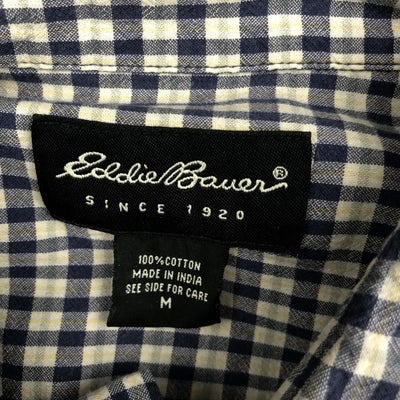 Eddie Bauer®
SINCE 1920
100% COTTON
MADE IN INDIA
SEE SIDE FOR CARE
M